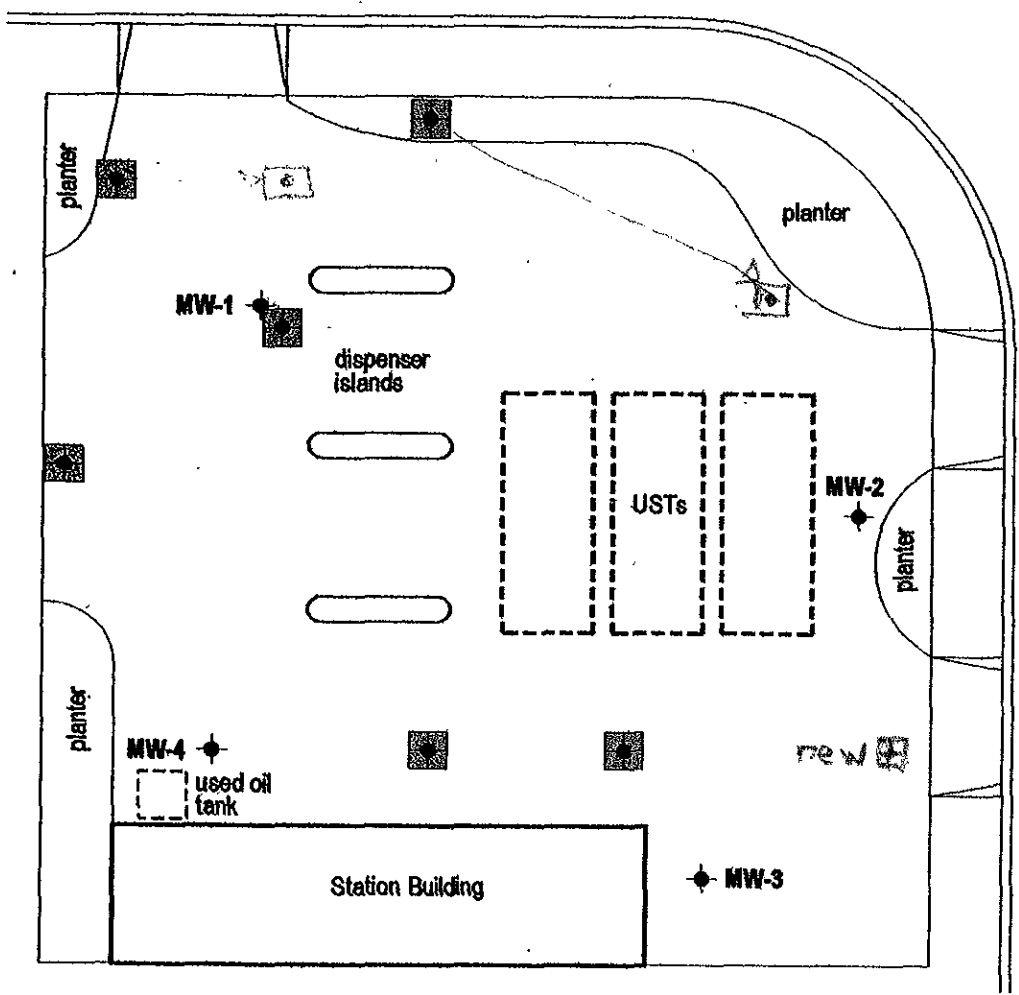 planter
planter
MW-1
dispenser
islands
USTs
MW-2
planter
planter
MW-4
new
used oil
tank
Station Building
MW-3